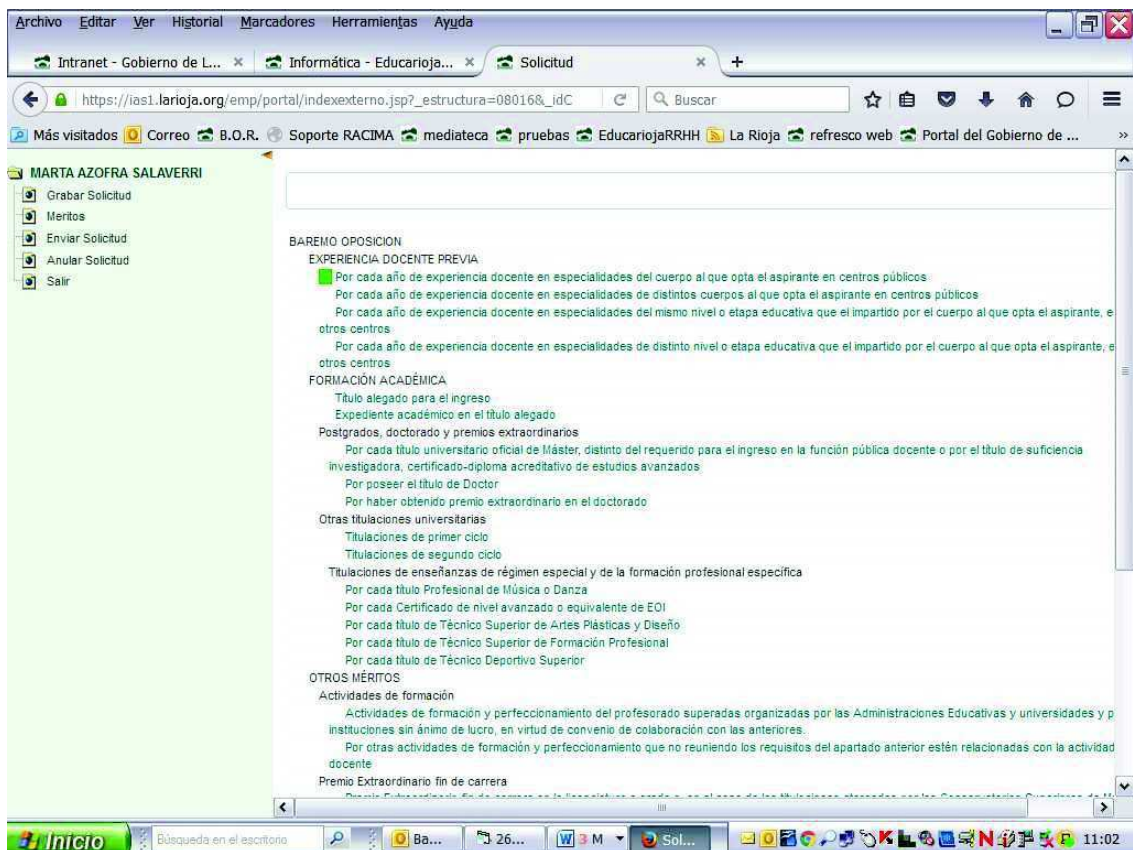 Archivo Editar Ver Historial Marcadores Herramientas Ayuda
Intranet - Gobierno de L... × Informática - Educarioja... × Solicitud × +
https://ias1.larioja.org/emp/portal/indexexterno.jsp?_estructura=08016&_idC Buscar
Más visitados Correo B.O.R. Soporte RACIMA mediateca pruebas EducariojaRRHH La Rioja refresco web Portal del Gobierno de ... »
MARTA AZOFRA SALAVERRI
Grabar Solicitud
Meritos
Enviar Solicitud
Anular Solicitud
Salir
BAREMO OPOSICION
EXPERIENCIA DOCENTE PREVIA
Por cada año de experiencia docente en especialidades del cuerpo al que opta el aspirante en centros públicos
Por cada año de experiencia docente en especialidades de distintos cuerpos al que opta el aspirante en centros públicos
Por cada año de experiencia docente en especialidades del mismo nivel o etapa educativa que el impartido por el cuerpo al que opta el aspirante, e
otros centros
Por cada año de experiencia docente en especialidades de distinto nivel o etapa educativa que el impartido por el cuerpo al que opta el aspirante, e
otros centros
FORMACIÓN ACADÉMICA
Título alegado para el ingreso
Expediente académico en el título alegado
Postgrados, doctorado y premios extraordinarios
Por cada título universitario oficial de Máster, distinto del requerido para el ingreso en la función pública docente o por el título de suficiencia
investigadora, certificado-diploma acreditativo de estudios avanzados
Por poseer el título de Doctor
Por haber obtenido premio extraordinario en el doctorado
Otras titulaciones universitarias
Titulaciones de primer ciclo
Titulaciones de segundo ciclo
Titulaciones de enseñanzas de régimen especial y de la formación profesional específica
Por cada título Profesional de Música o Danza
Por cada Certificado de nivel avanzado o equivalente de EOI
Por cada título de Técnico Superior de Artes Plásticas y Diseño
Por cada título de Técnico Superior de Formación Profesional
Por cada título de Técnico Deportivo Superior
OTROS MÉRITOS
Actividades de formación
Actividades de formación y perfeccionamiento del profesorado superadas organizadas por las Administraciones Educativas y universidades y p
instituciones sin ánimo de lucro, en virtud de convenio de colaboración con las anteriores.
Por otras actividades de formación y perfeccionamiento que no reuniendo los requisitos del apartado anterior estén relacionadas con la actividad
docente
Premio Extraordinario fin de carrera
Inicio Búsqueda en el escritorio Ba... 26... 3 M Sol... 11:02